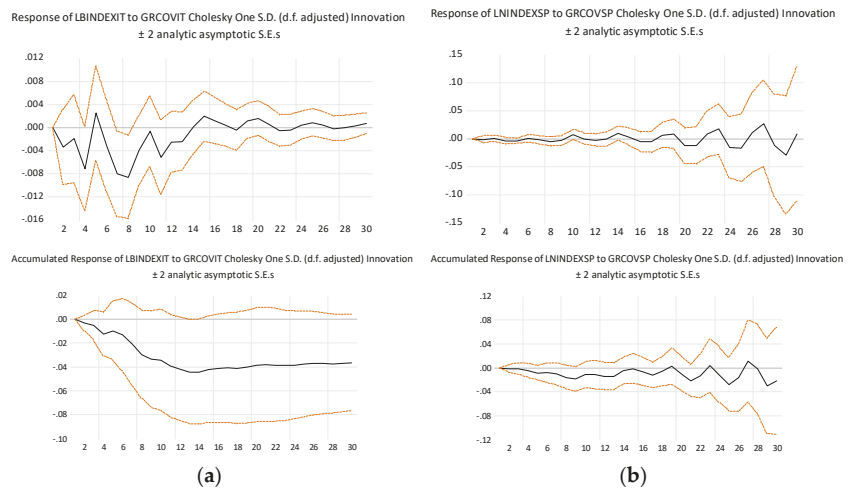 Response of LBINDEXIT to GRCOVIT Cholesky One S.D. (d.f. adjusted) Innovation
± 2 analytic asymptotic S.E.s
.012
.008
.004
.000
-.004
-.008
-.012
-.016
2 4 6 8 10 12 14 16 18 20 22 24 26 28 30
Response of LNINDEXSP to GRCOVSP Cholesky One S.D. (d.f. adjusted) Innovation
± 2 analytic asymptotic S.E.s
.15
.10
.05
.00
-.05
-.10
.15
2 4 6 8 10 12 14 16 18 20 22 24 26 28 30
Accumulated Response of LBINDEXIT to GRCOVIT Cholesky One S.D. (d.f. adjusted) Innovation
± 2 analytic asymptotic S.E.s
.02
.00
-.02
-.04
-.06
-.08
-.10
2 4 6 8 10 12 14 16 18 20 22 24 26 28 30
(a)
Accumulated Response of LNINDEXSP to GRCOVSP Cholesky One S.D. (d.f. adjusted) Innovation
± 2 analytic asymptotic S.E.s
.12
.08
.04
.00
-.04
-.08
.12
2 4 6 8 10 12 14 16 18 20 22 24 26 28 30
(b)